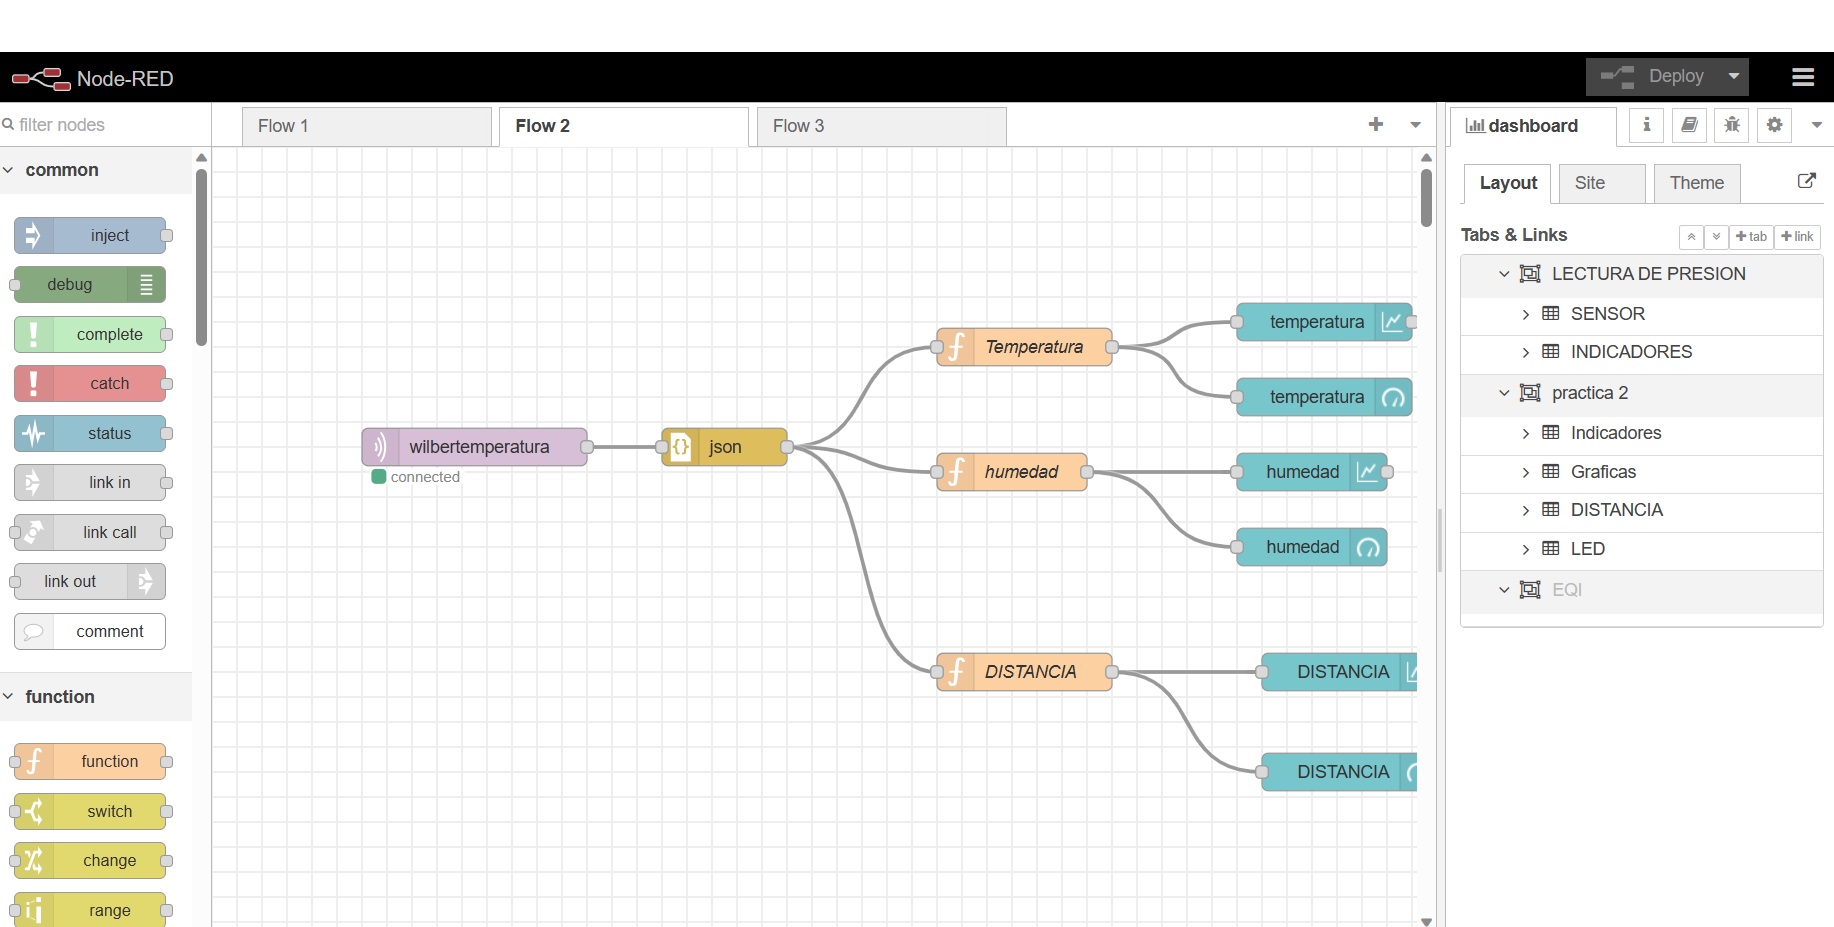 Node-RED
Deploy
filter nodes
Flow 1
Flow 2
Flow 3
dashboard
common
inject
debug
complete
catch
status
link in
link call
link out
comment
function
function
switch
change
range
wilbertemperatura
connected
json
Temperatura
humedad
DISTANCIA
temperatura
temperatura
humedad
humedad
DISTANCIA
DISTANCIA
Layout
Site
Theme
Tabs & Links
tab
link
LECTURA DE PRESION
SENSOR
INDICADORES
practica 2
Indicadores
Graficas
DISTANCIA
LED
EQI